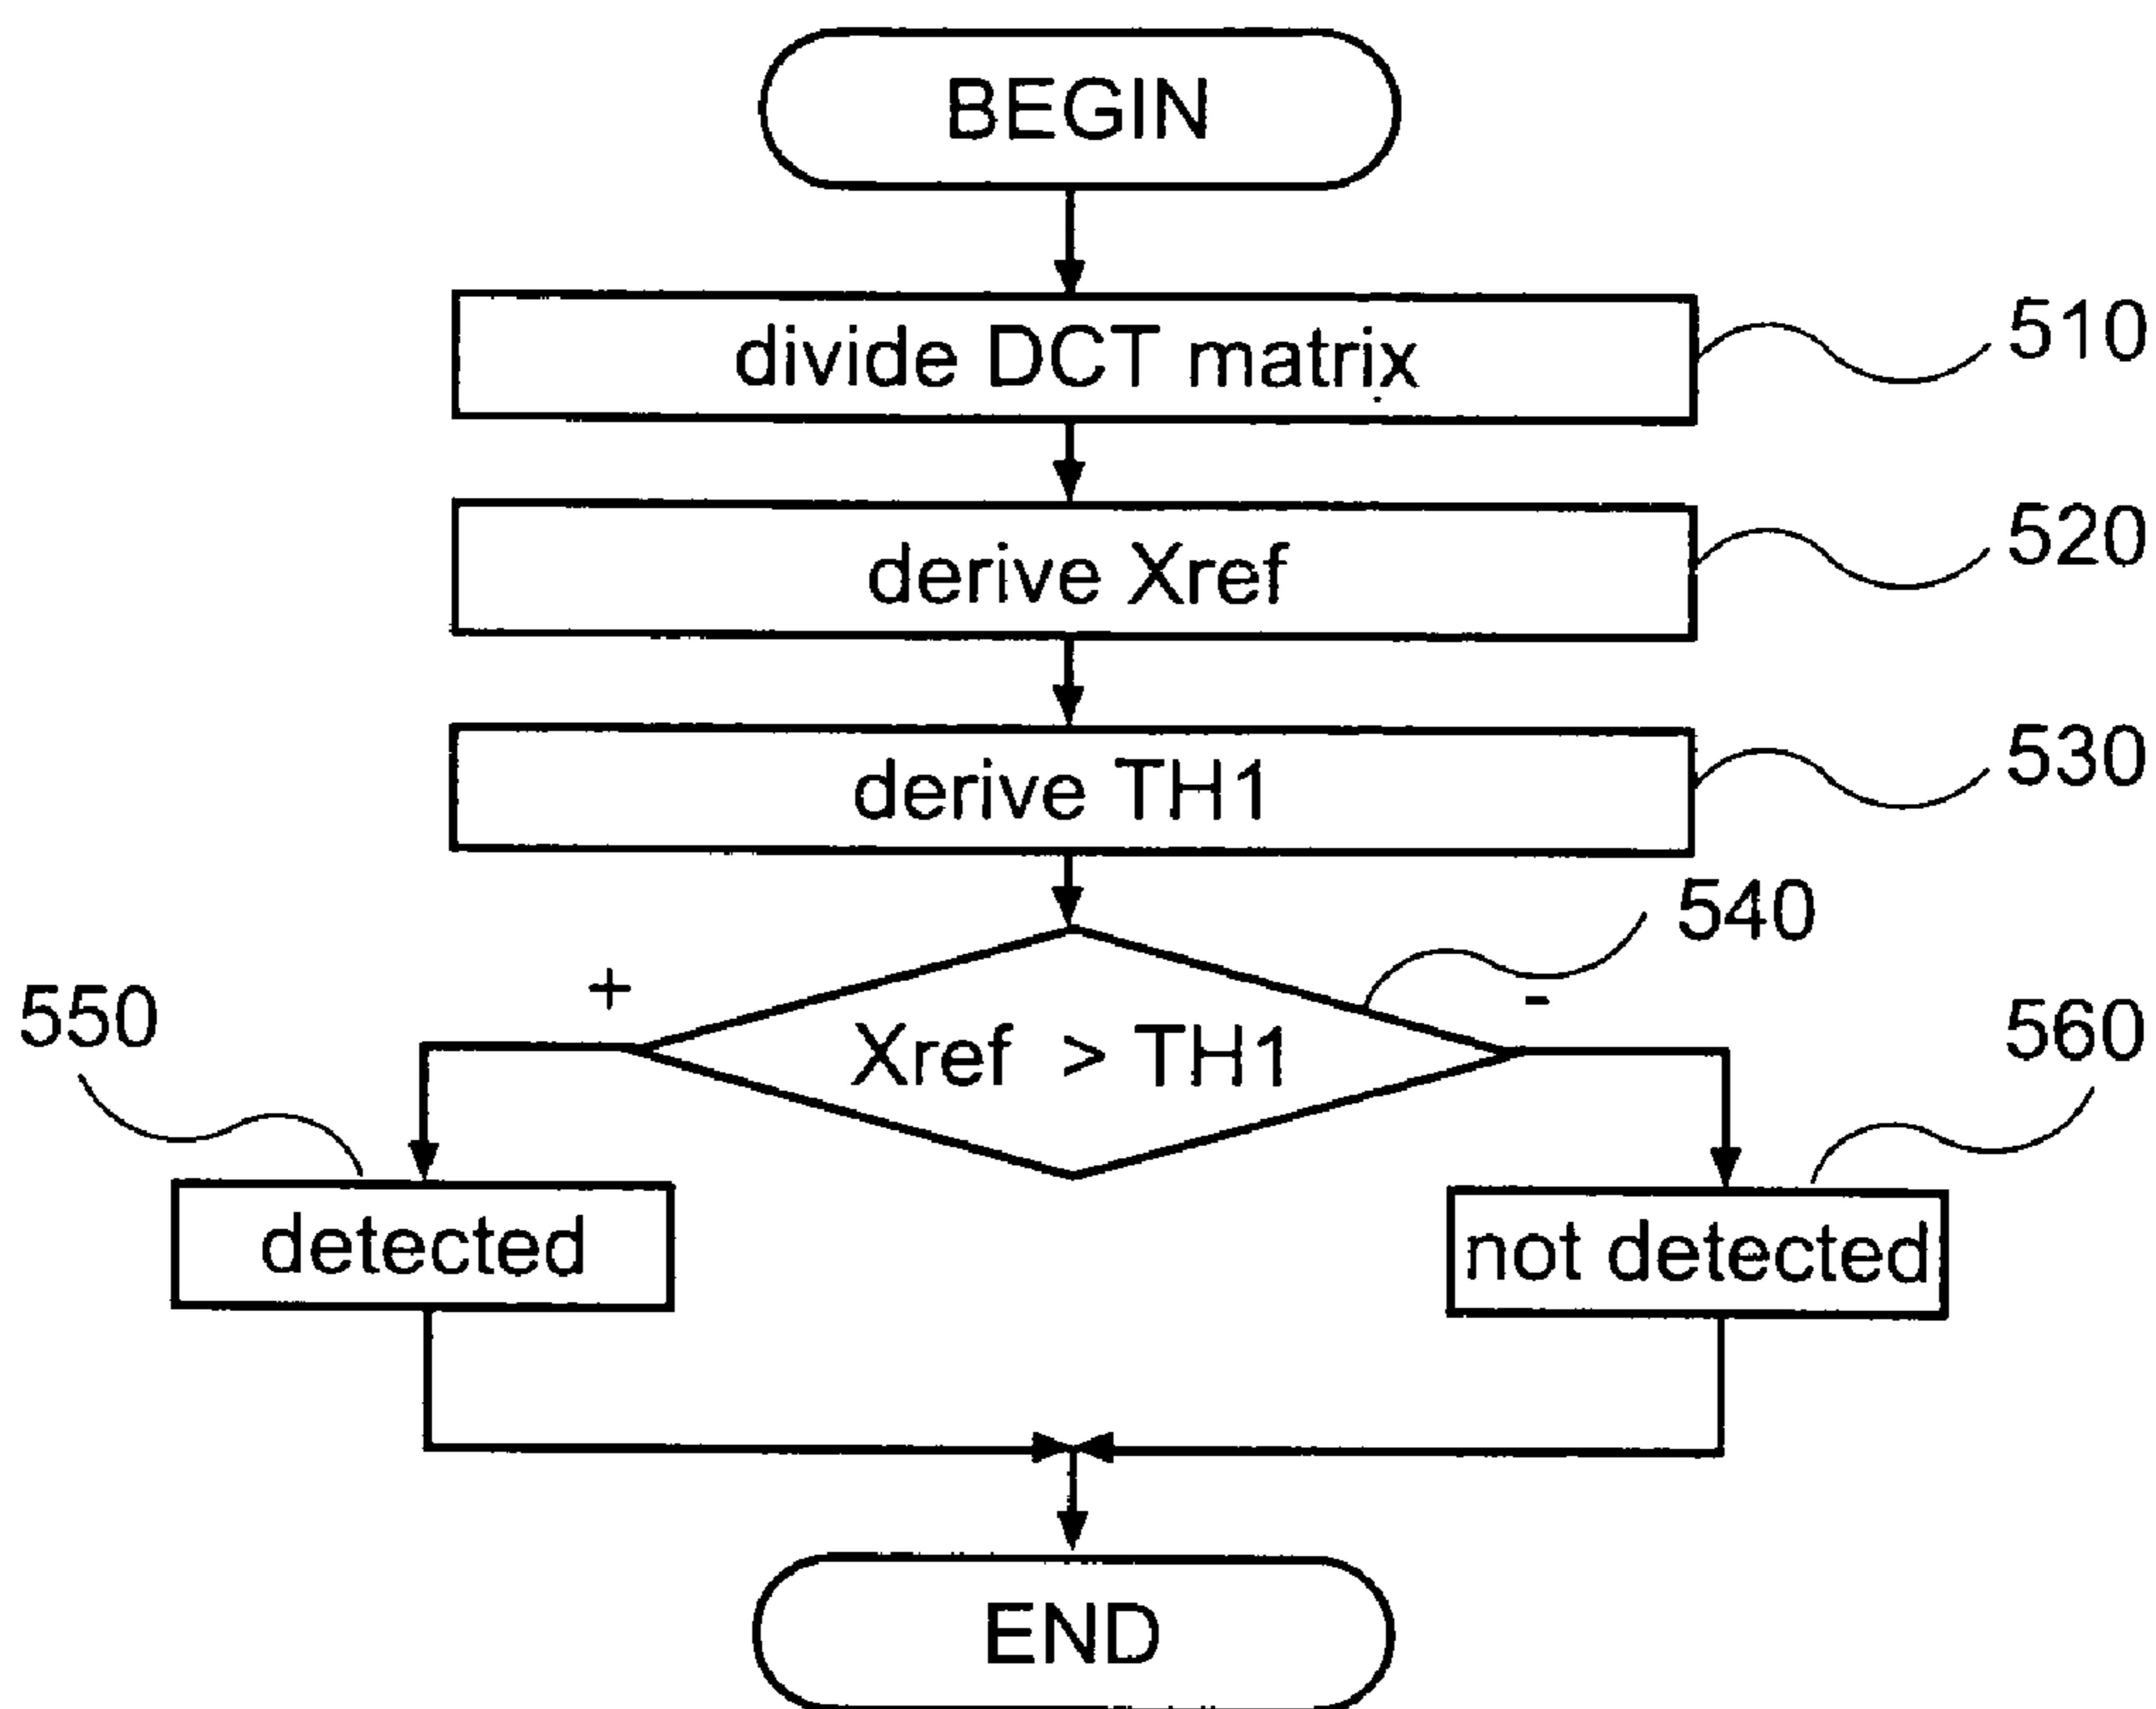 BEGIN
divide DCT matrix
510
derive Xref
520
derive TH1
530
540
+
-
550
Xref > TH1
560
detected
not detected
END